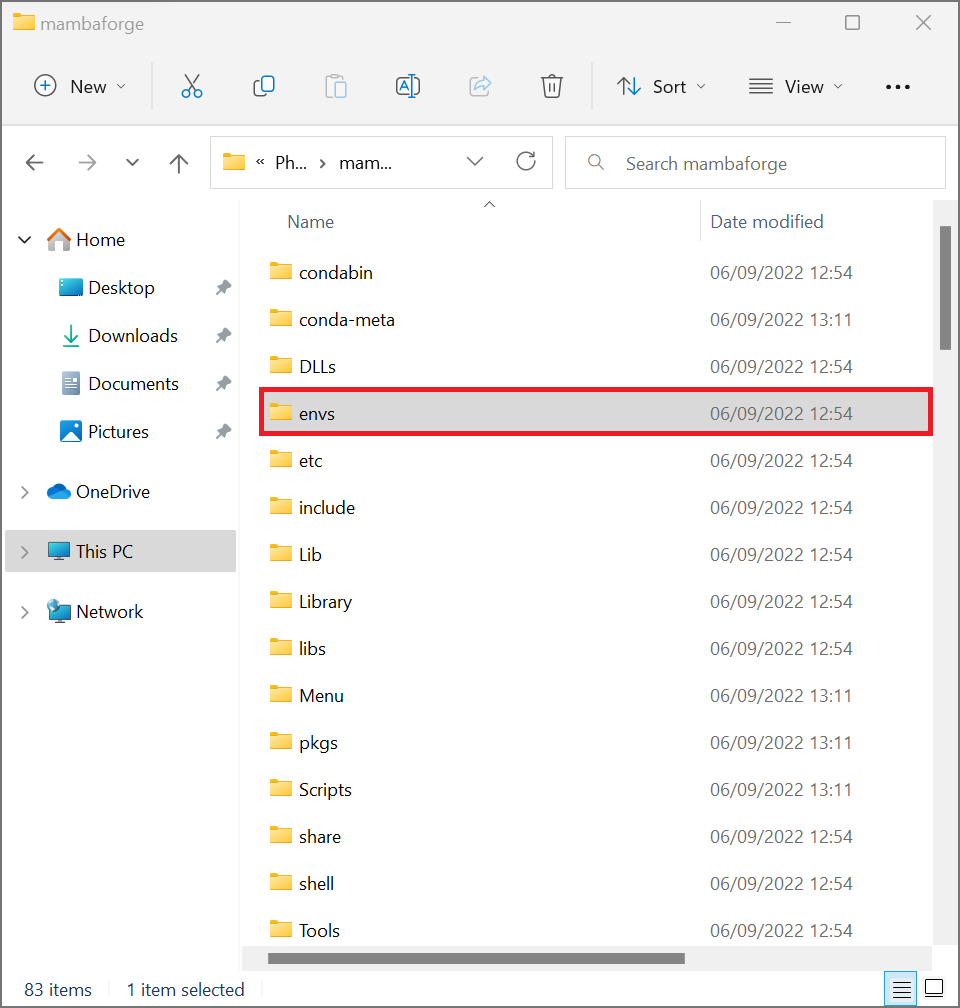 mambaforge
New Sort View
« Ph... › mam... Search mambaforge
Name Date modified
Home
Desktop
Downloads
Documents
Pictures
OneDrive
This PC
Network
condabin 06/09/2022 12:54
conda-meta 06/09/2022 13:11
DLLs 06/09/2022 12:54
envs 06/09/2022 12:54
etc 06/09/2022 12:54
include 06/09/2022 12:54
Lib 06/09/2022 12:54
Library 06/09/2022 12:54
libs 06/09/2022 12:54
Menu 06/09/2022 13:11
pkgs 06/09/2022 13:11
Scripts 06/09/2022 13:11
share 06/09/2022 12:54
shell 06/09/2022 12:54
Tools 06/09/2022 12:54
83 items 1 item selected